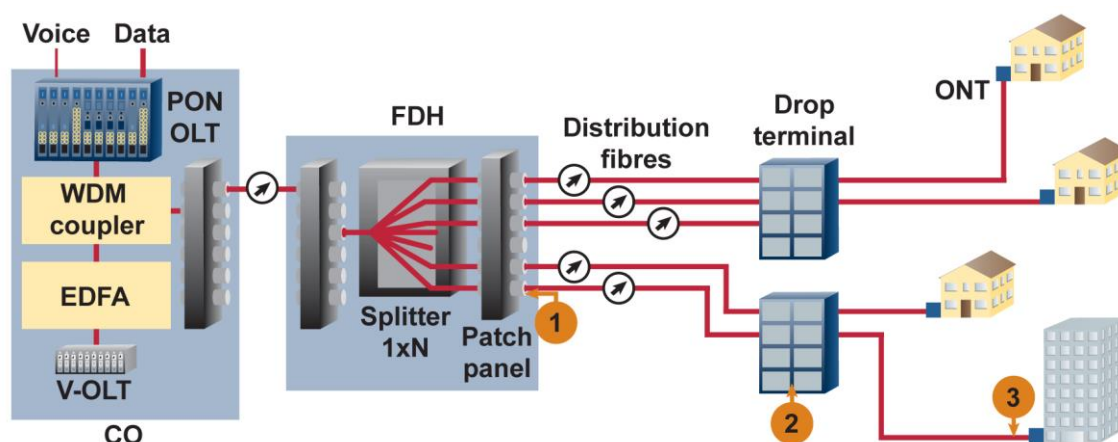 Voice
Data
PON
OLT
WDM
coupler
EDFA
V-OLT
CO
FDH
Splitter
1xN
Patch
panel
1
Distribution
fibres
Drop
terminal
2
ONT
3